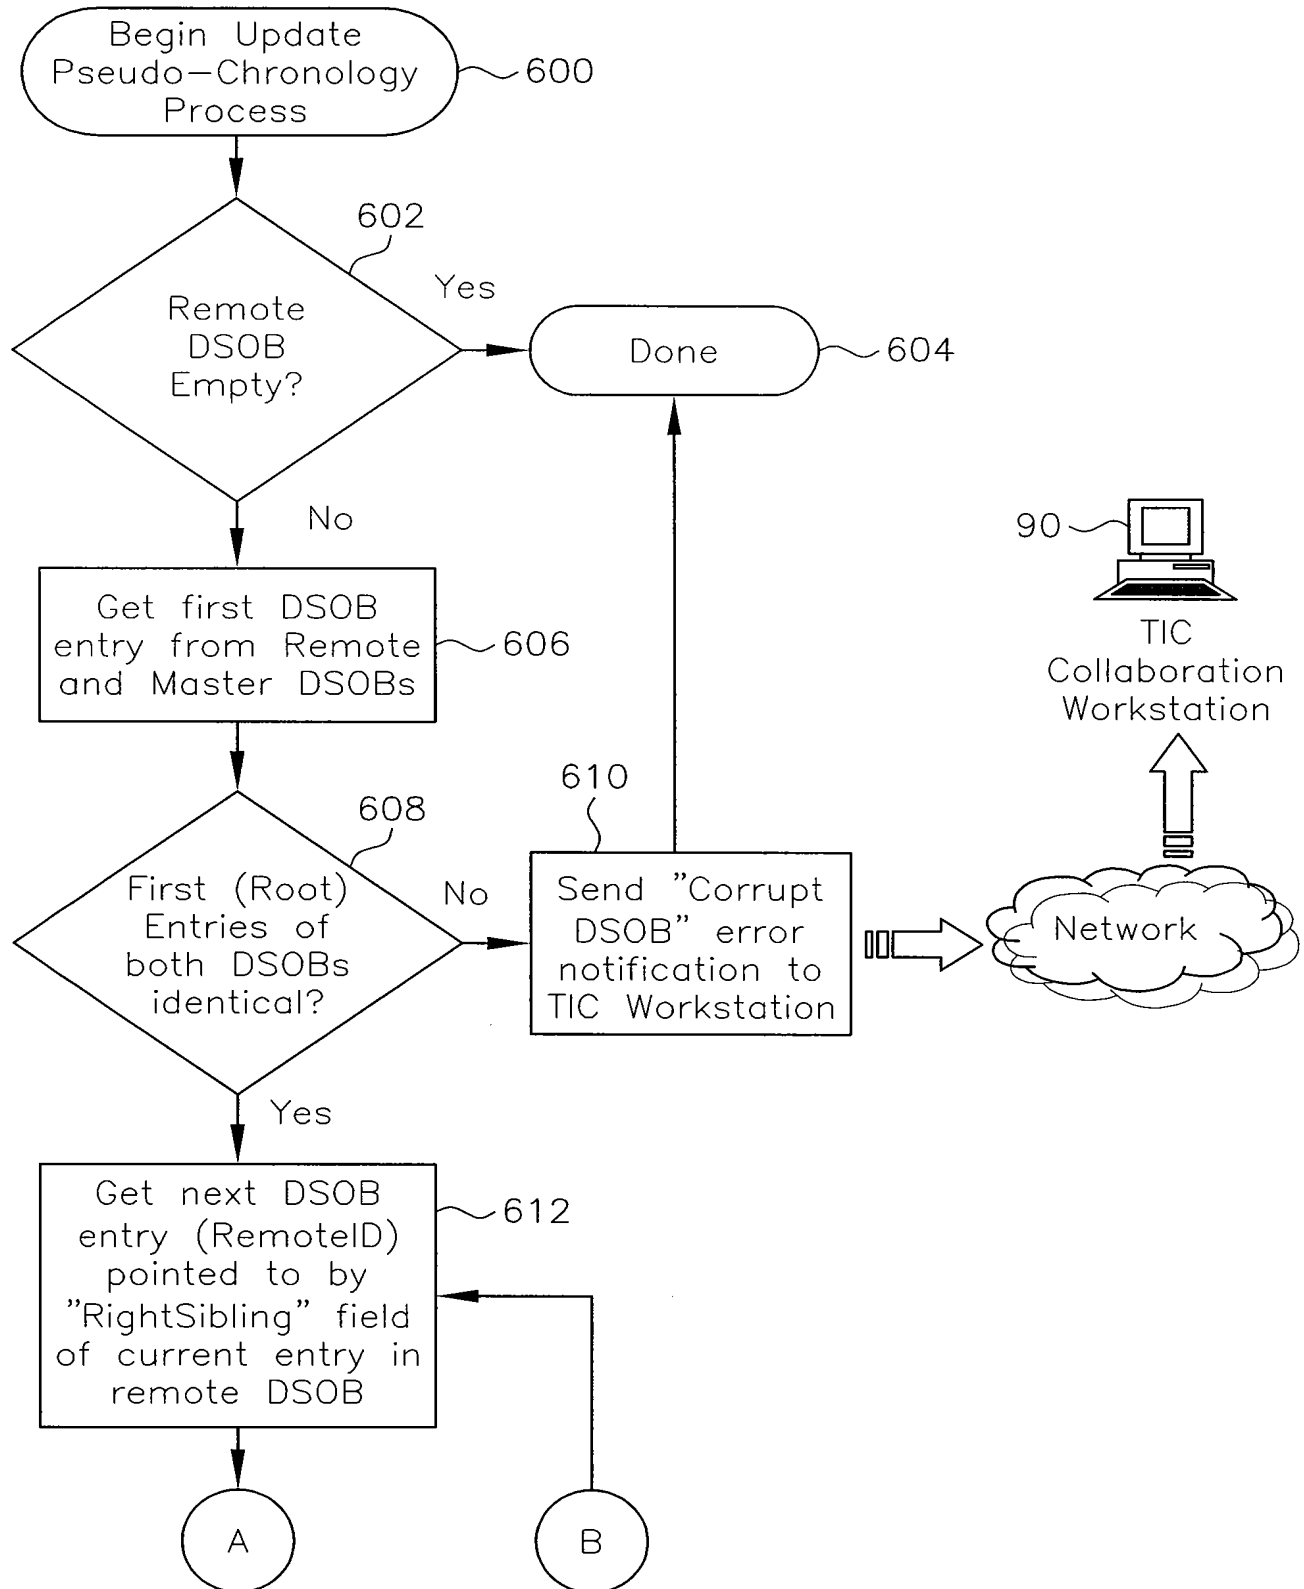 Begin Update
Pseudo-Chronology
Process
600
602
Yes
Remote
DSOB
Empty?
Done
604
No
90
Get first DSOB
entry from Remote
and Master DSOBs
606
TIC
Collaboration
Workstation
608
610
First (Root)
Entries of
both DSOBs
identical?
No
Send "Corrupt
DSOB" error
notification to
TIC Workstation
Network
Yes
Get next DSOB
entry (RemoteID)
pointed to by
"RightSibling" field
of current entry in
remote DSOB
612
A
B